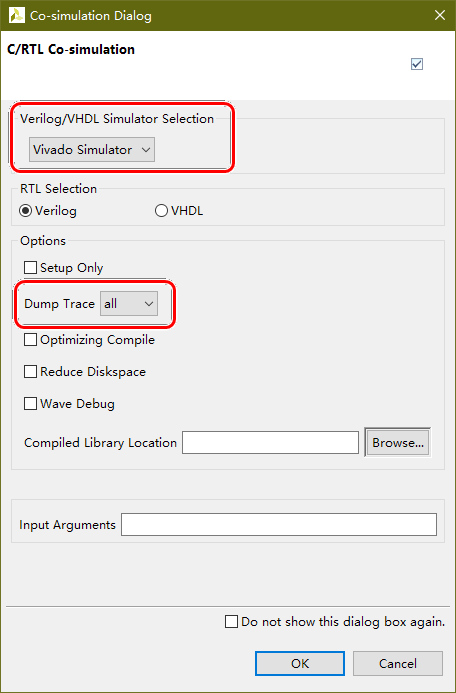 Co-simulation Dialog
C/RTL Co-simulation
Verilog/VHDL Simulator Selection
Vivado Simulator
RTL Selection
Verilog VHDL
Options
Setup Only
Dump Trace all
Optimizing Compile
Reduce Diskspace
Wave Debug
Compiled Library Location Browse...
Input Arguments
Do not show this dialog box again.
OK Cancel